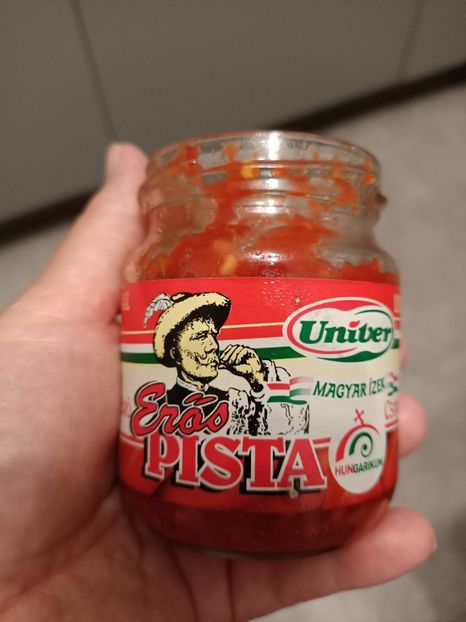 Univer
MAGYAR ÍZEK
Erős
PISTA
HUNGARIKUM